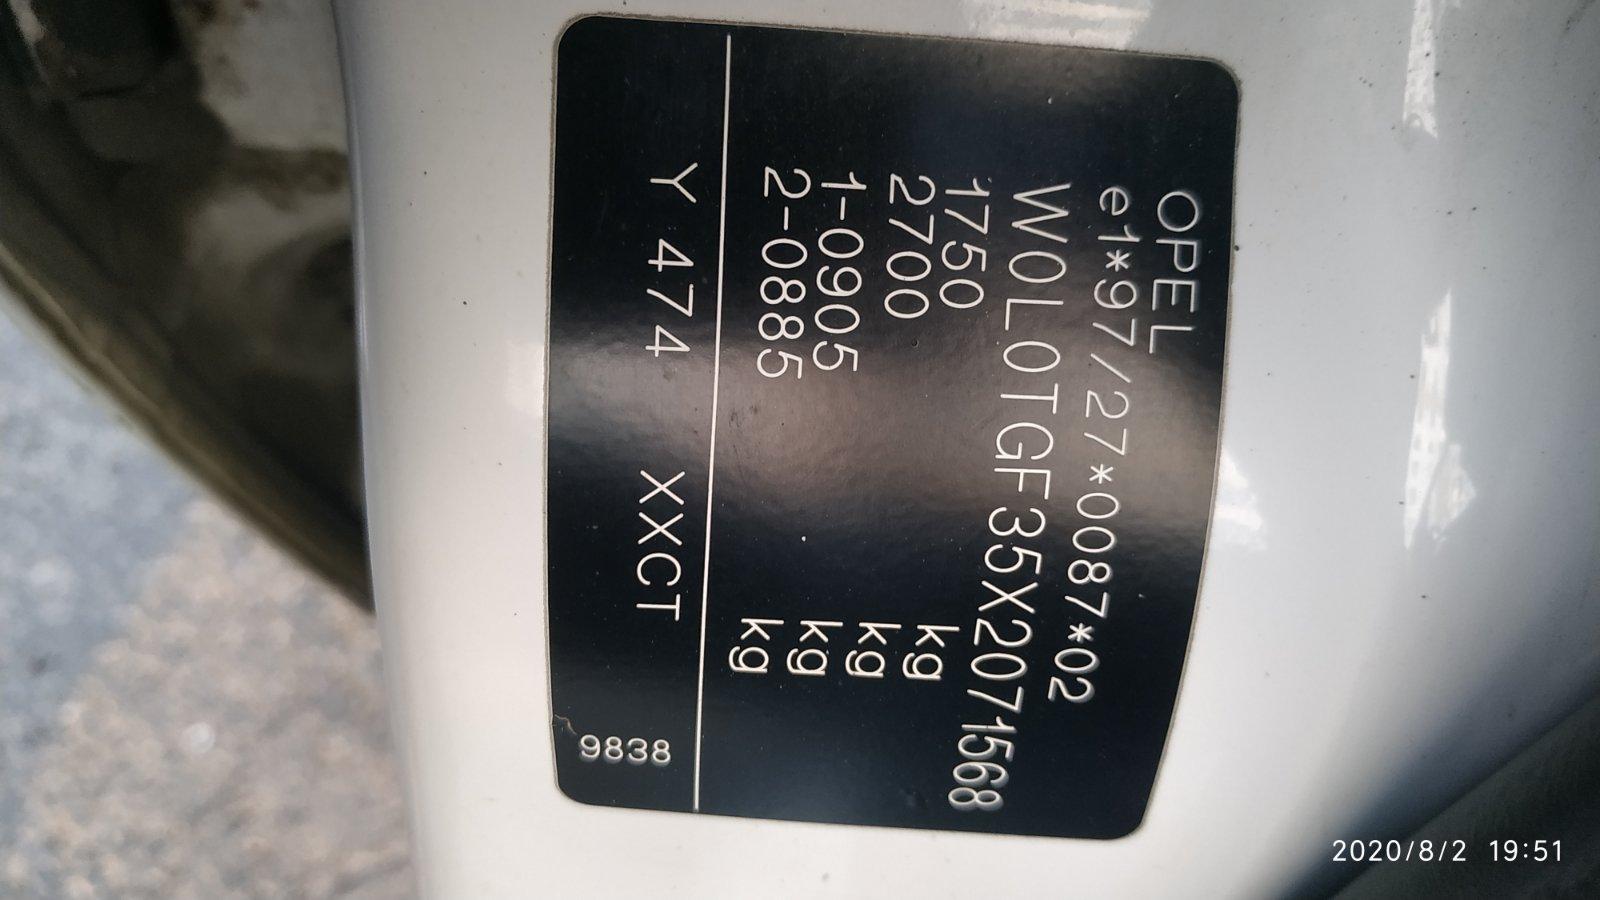 OPEL
e1*97/27*0087*02
W0L0TGF35X2071568
1750 kg
2700 kg
1-0905 kg
2-0885 kg
Y 474 XXCT
9838
2020/8/2 19:51